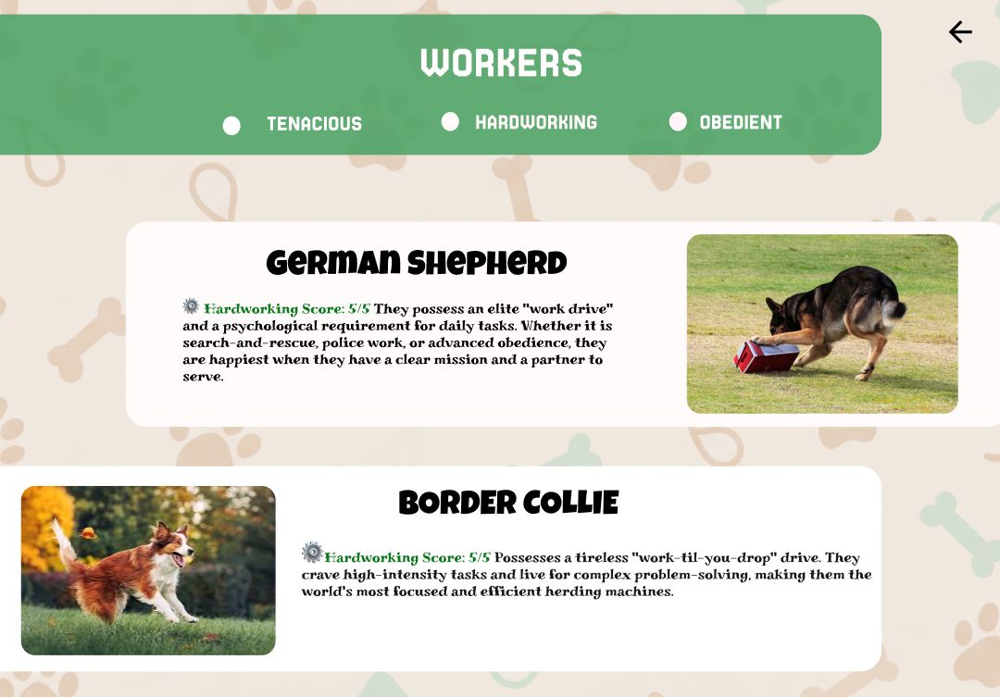 WORKERS
TENACIOUS HARDWORKING OBEDIENT
German Shepherd
Hardworking Score: 5/5 They possess an elite "work drive"
and a psychological requirement for daily tasks. Whether it is
search-and-rescue, police work, or advanced obedience, they
are happiest when they have a clear mission and a partner to
serve.
BORDER COLLIE
Hardworking Score: 5/5 Possesses a tireless "work-til-you-drop" drive. They
crave high-intensity tasks and live for complex problem-solving, making them the
world's most focused and efficient herding machines.